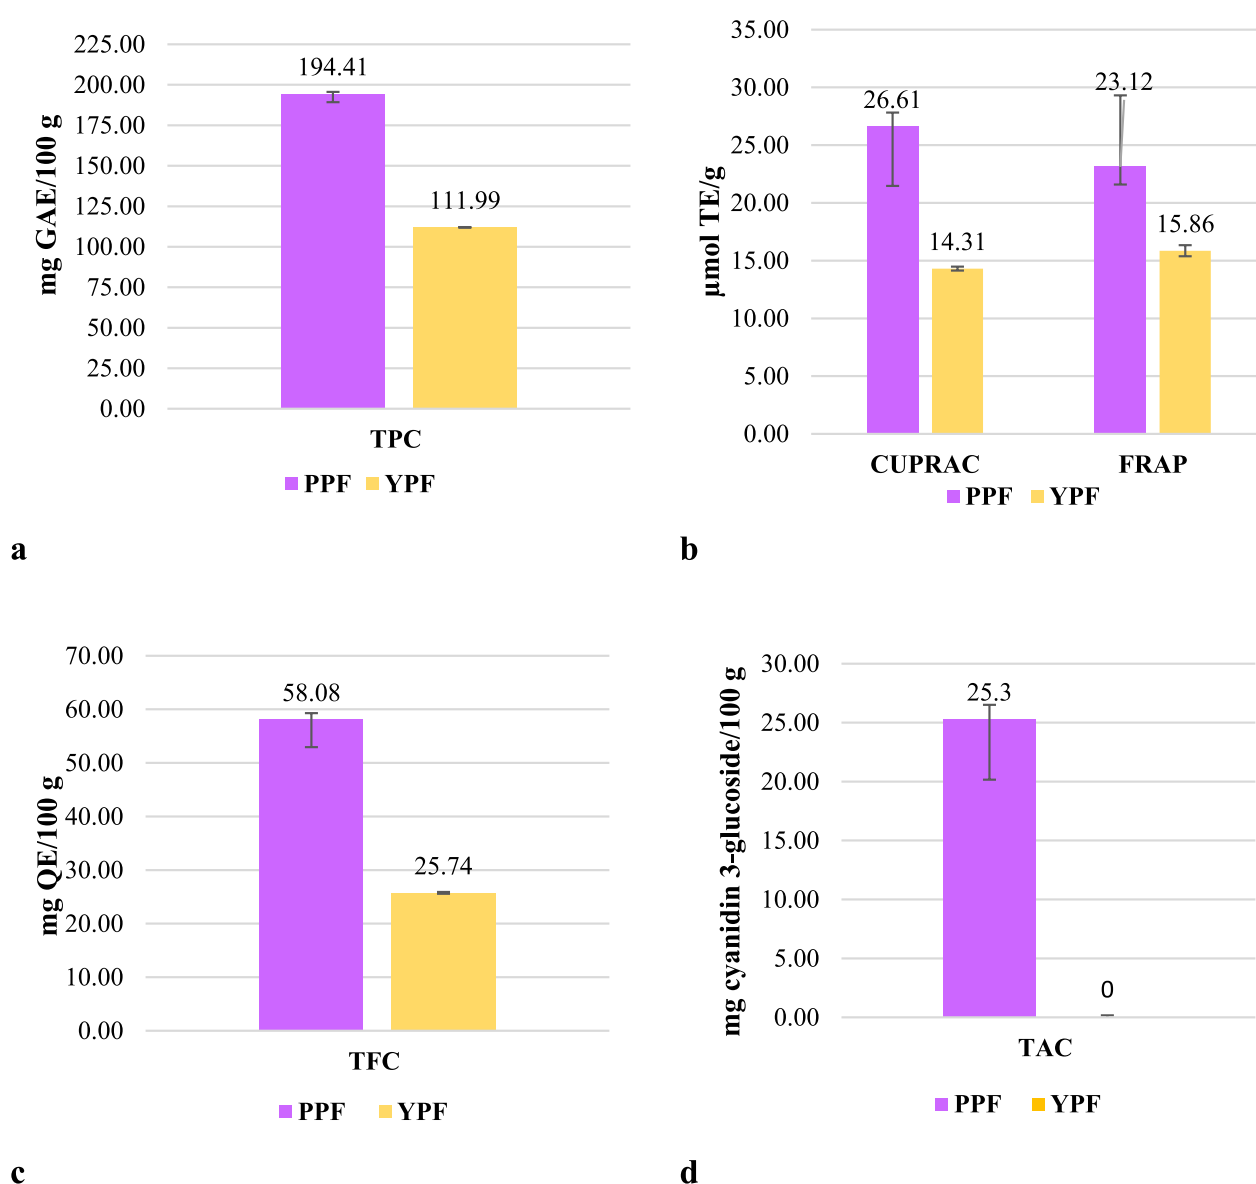 225.00
200.00
175.00
150.00
125.00
100.00
75.00
50.00
25.00
0.00
mg GAE/100 g
194.41
111.99
TPC
PPF YPF
a
35.00
30.00
25.00
20.00
15.00
10.00
5.00
0.00
µmol TE/g
26.61
14.31
23.12
15.86
CUPRAC FRAP
PPF YPF
b
70.00
60.00
50.00
40.00
30.00
20.00
10.00
0.00
mg QE/100 g
58.08
25.74
TFC
PPF YPF
c
30.00
25.00
20.00
15.00
10.00
5.00
0.00
mg cyanidin 3-glucoside/100 g
25.3
0
TAC
PPF YPF
d